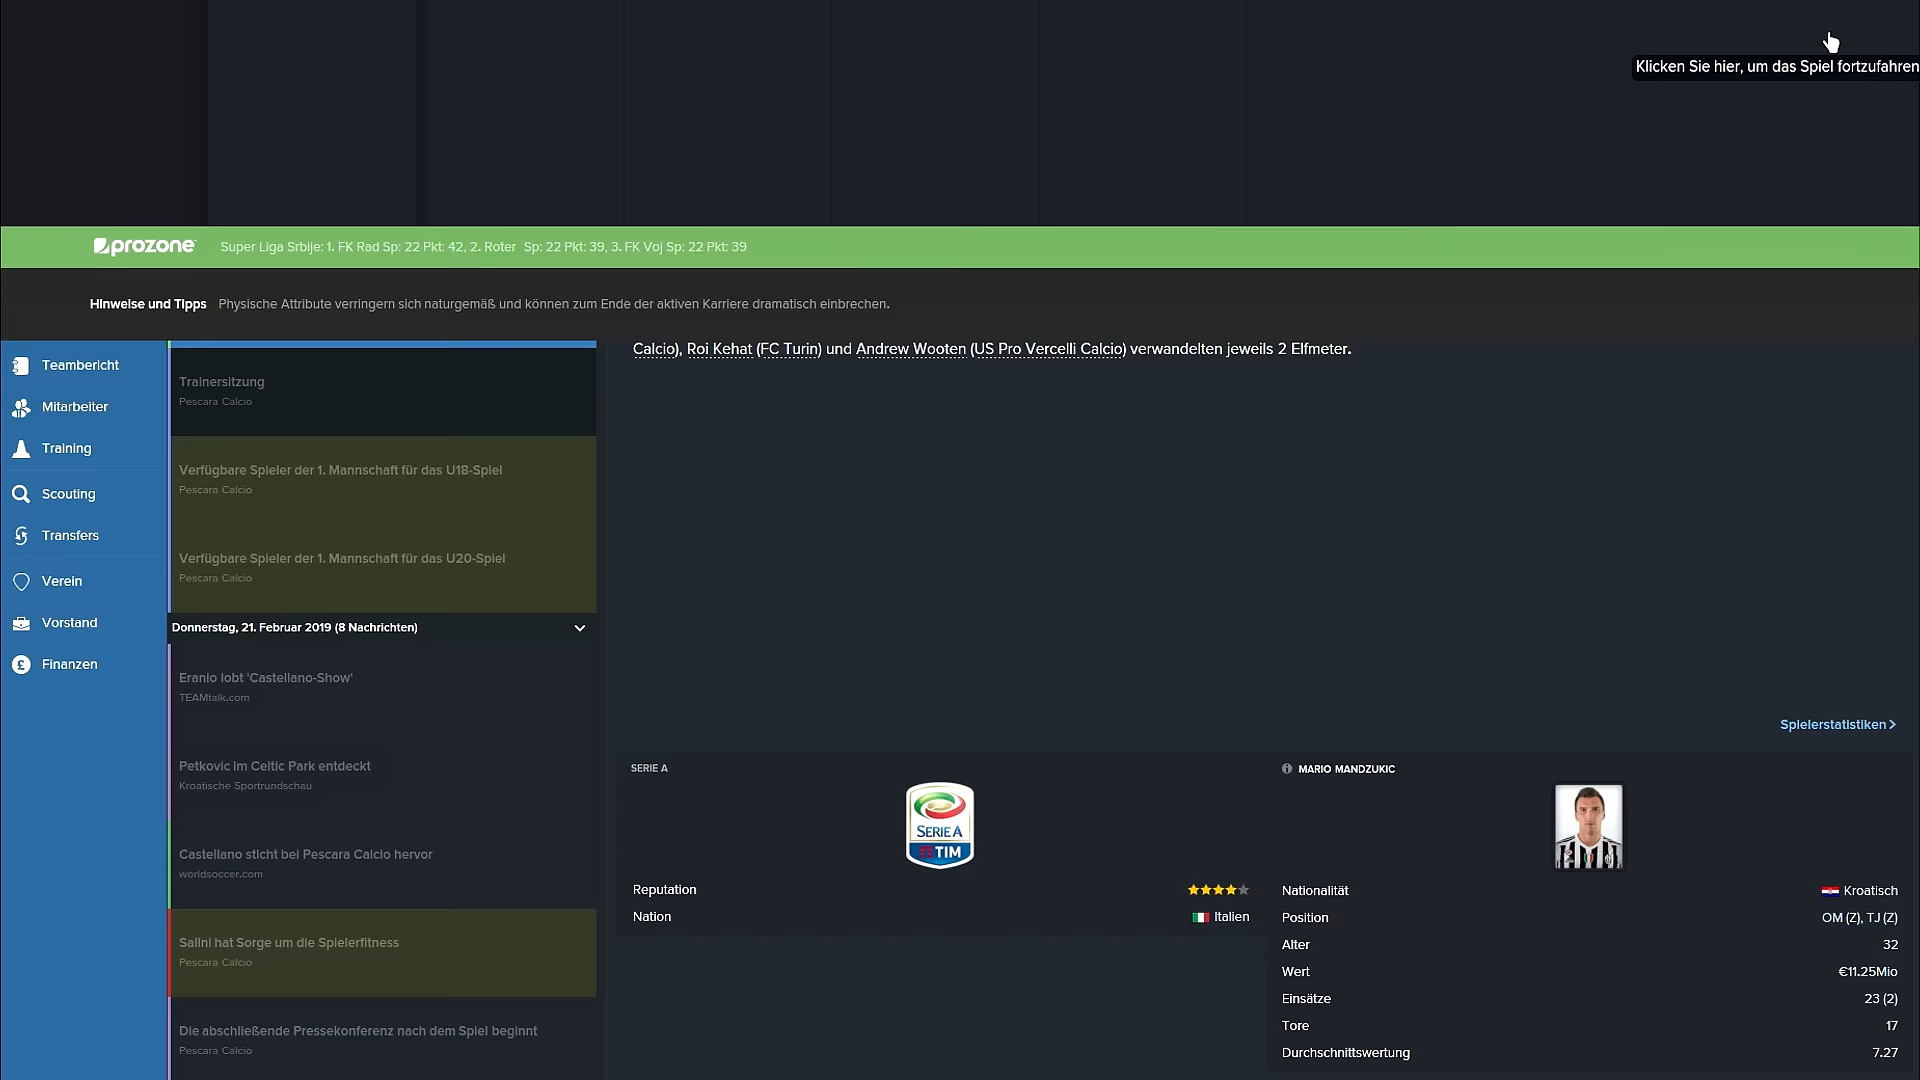 Klicken Sie hier, um das Spiel fortzufahren
prozone
Super Liga Srbije: 1. FK Rad Sp: 22 Pkt: 42, 2. Roter Sp: 22 Pkt: 39, 3. FK Voj Sp: 22 Pkt: 39
Hinweise und Tipps Physische Attribute verringern sich naturgemäß und können zum Ende der aktiven Karriere dramatisch einbrechen.
Teambericht
Mitarbeiter
Training
Scouting
Transfers
Verein
Vorstand
Finanzen
Trainersitzung
Pescara Calcio
Verfügbare Spieler der 1. Mannschaft für das U18-Spiel
Pescara Calcio
Verfügbare Spieler der 1. Mannschaft für das U20-Spiel
Pescara Calcio
Donnerstag, 21. Februar 2019 (8 Nachrichten)
Eranio lobt 'Castellano-Show'
TEAMtalk.com
Petkovic im Celtic Park entdeckt
Kroatische Sportrundschau
Castellano sticht bei Pescara Calcio hervor
worldsoccer.com
Salini hat Sorge um die Spielerfitness
Pescara Calcio
Die abschließende Pressekonferenz nach dem Spiel beginnt
Pescara Calcio
Calcio), Roi Kehat (FC Turin) und Andrew Wooten (US Pro Vercelli Calcio) verwandelten jeweils 2 Elfmeter.
Spielerstatistiken
SERIE A
SERIE A
TIM
Reputation
Nation Italien
MARIO MANDZUKIC
Nationalität Kroatisch
Position OM (Z), TJ (Z)
Alter 32
Wert €11.25Mio
Einsätze 23 (2)
Tore 17
Durchschnittswertung 7.27